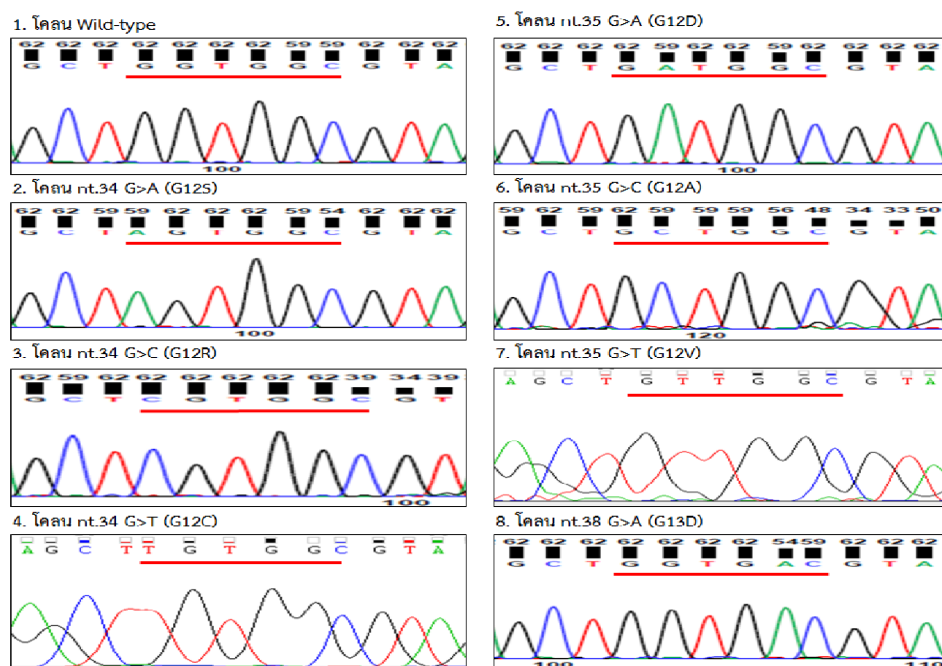 1. โคลน Wild-type
62 62 62 62 62 62 62 59 59 62 62 62
G C T G G T G G C G T A
100
2. โคลน nt.34 G>A (G12S)
62 62 59 59 62 62 62 59 54 62 62 62
G C T A G T G G C G T A
100
3. โคลน nt.34 G>C (G12R)
62 59 62 62 62 62 62 62 39 34 39
G C T C G T G G C G T
100
4. โคลน nt.34 G>T (G12C)
A G C T T G T G G C G T A
5. โคลน nt.35 G>A (G12D)
62 62 62 62 59 62 62 59 62 62 62 62
G C T G A T G G C G T A
100
6. โคลน nt.35 G>C (G12A)
59 62 59 62 59 59 59 56 48 34 33 50
G C T G C T G G C G T A
120
7. โคลน nt.35 G>T (G12V)
A G C T G T T G G C G T A
8. โคลน nt.38 G>A (G13D)
62 62 62 62 62 62 62 54 59 62 62 62
G C T G G T G A C G T A
100